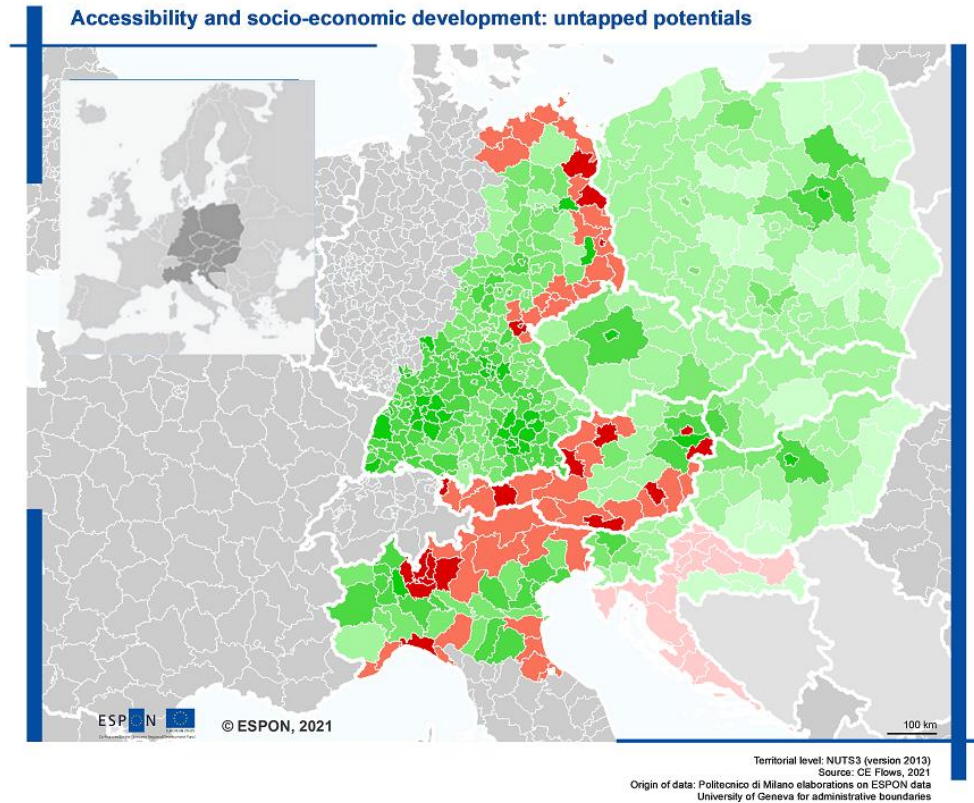 Accessibility and socio-economic development: untapped potentials
ESPON
© ESPON, 2021
100 km
Territorial level: NUTS3 (version 2013)
Source: CE Flows, 2021
Origin of data: Politecnico di Milano elaborations on ESPON data
University of Geneva for administrative boundaries